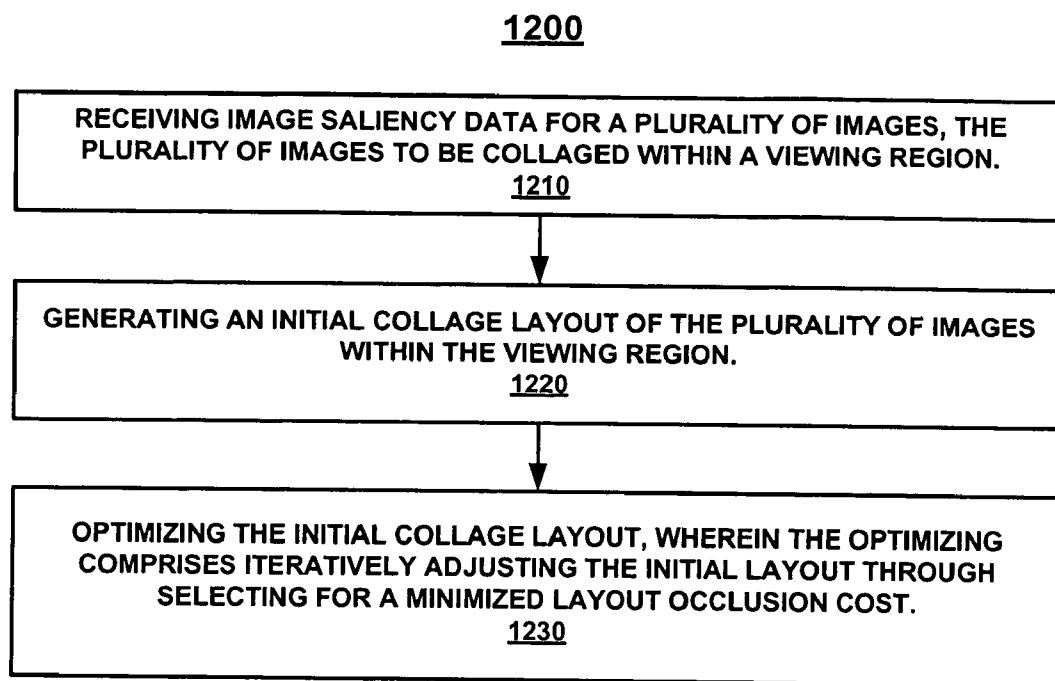 1200
RECEIVING IMAGE SALIENCY DATA FOR A PLURALITY OF IMAGES, THE
PLURALITY OF IMAGES TO BE COLLAGED WITHIN A VIEWING REGION.
1210
GENERATING AN INITIAL COLLAGE LAYOUT OF THE PLURALITY OF IMAGES
WITHIN THE VIEWING REGION.
1220
OPTIMIZING THE INITIAL COLLAGE LAYOUT, WHEREIN THE OPTIMIZING
COMPRISES ITERATIVELY ADJUSTING THE INITIAL LAYOUT THROUGH
SELECTING FOR A MINIMIZED LAYOUT OCCLUSION COST.
1230